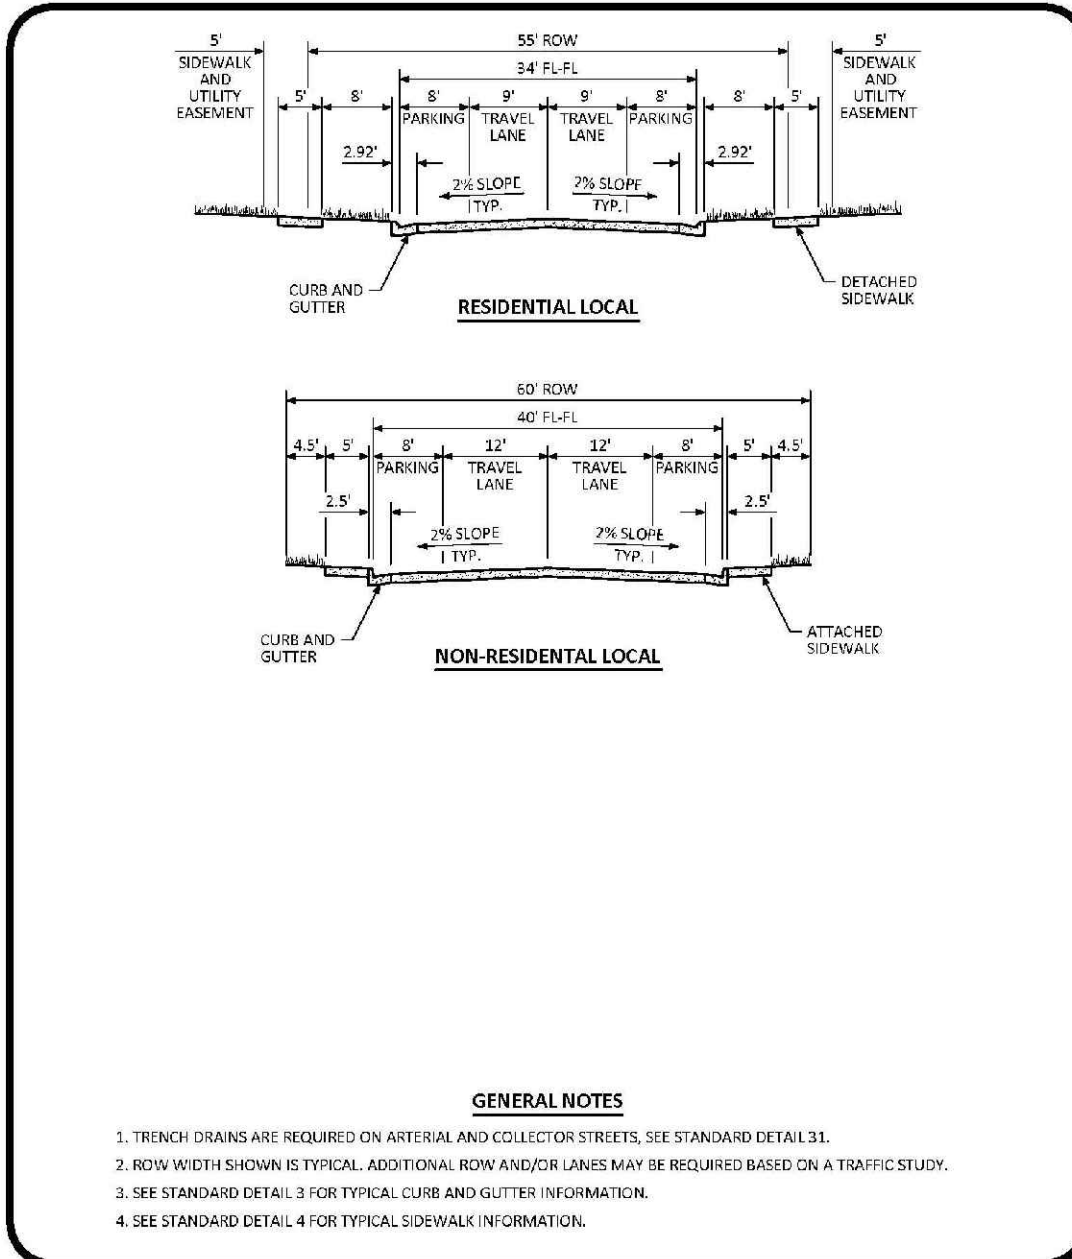 5'
55' ROW
5'
SIDEWALK
AND
UTILITY
EASEMENT
34' FL-FL
SIDEWALK
AND
UTILITY
EASEMENT
5'
8'
8'
9'
9'
8'
8'
5'
PARKING
TRAVEL
LANE
TRAVEL
LANE
PARKING
2.92'
2.92'
2% SLOPE
TYP.
2% SLOPE
TYP.
CURB AND
GUTTER
DETACHED
SIDEWALK
RESIDENTIAL LOCAL
60' ROW
40' FL-FL
4.5'
5'
8'
12'
12'
8'
5'
4.5'
PARKING
TRAVEL
LANE
TRAVEL
LANE
PARKING
2.5'
2.5'
2% SLOPE
TYP.
2% SLOPE
TYP.
CURB AND
GUTTER
ATTACHED
SIDEWALK
NON-RESIDENTAL LOCAL
GENERAL NOTES
1. TRENCH DRAINS ARE REQUIRED ON ARTERIAL AND COLLECTOR STREETS, SEE STANDARD DETAIL 31.
2. ROW WIDTH SHOWN IS TYPICAL. ADDITIONAL ROW AND/OR LANES MAY BE REQUIRED BASED ON A TRAFFIC STUDY.
3. SEE STANDARD DETAIL 3 FOR TYPICAL CURB AND GUTTER INFORMATION.
4. SEE STANDARD DETAIL 4 FOR TYPICAL SIDEWALK INFORMATION.